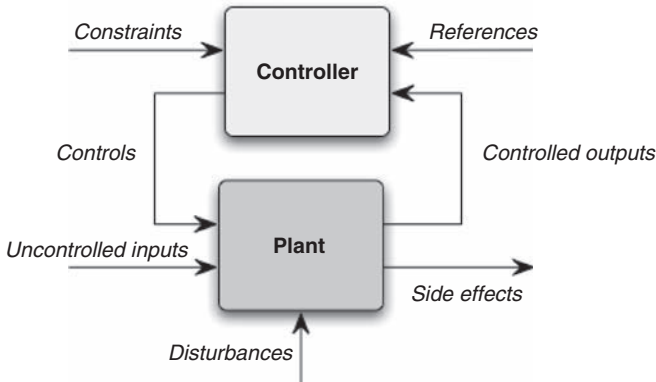 Constraints
References
Controller
Controls
Controlled outputs
Plant
Uncontrolled inputs
Side effects
Disturbances